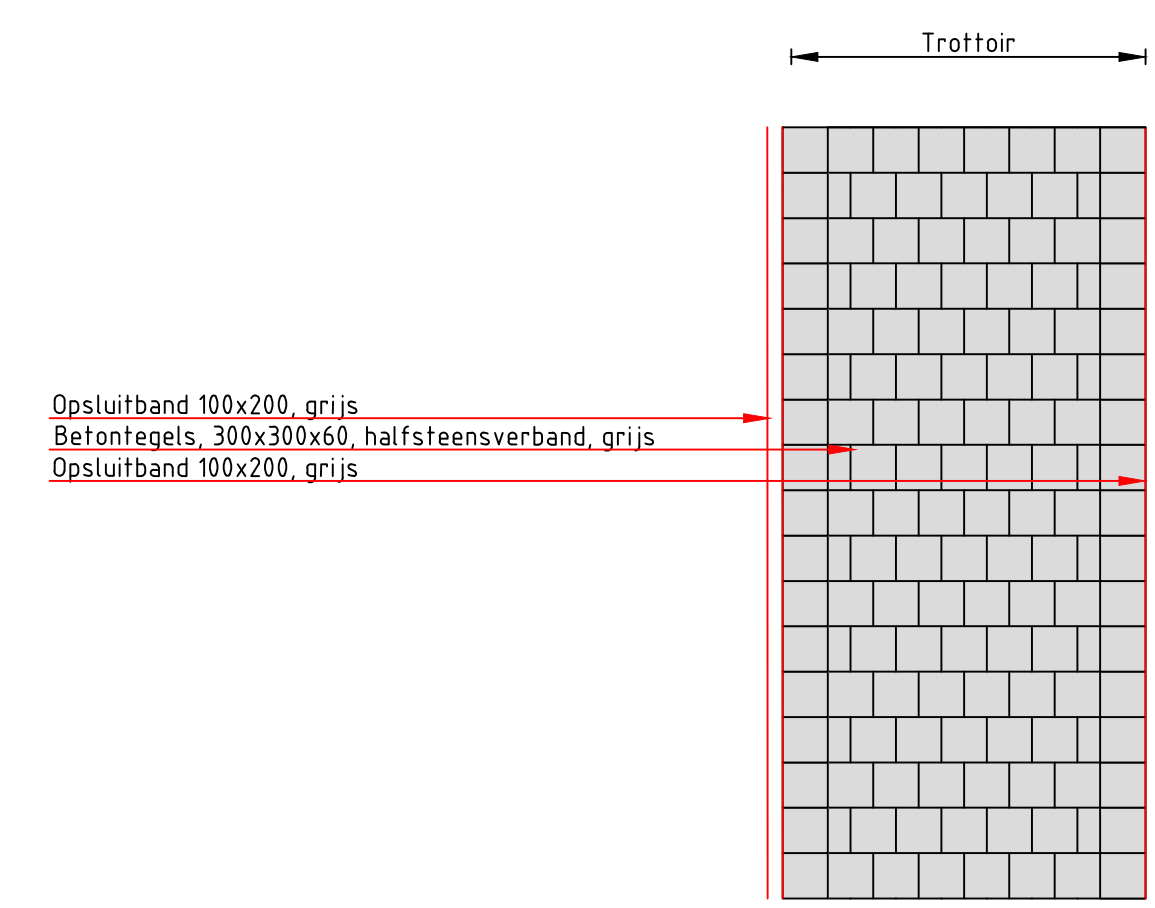 Trottoir
Opsluitband 100x200, grijs
Betontegels, 300x300x60, halfsteensverband, grijs
Opsluitband 100x200, grijs